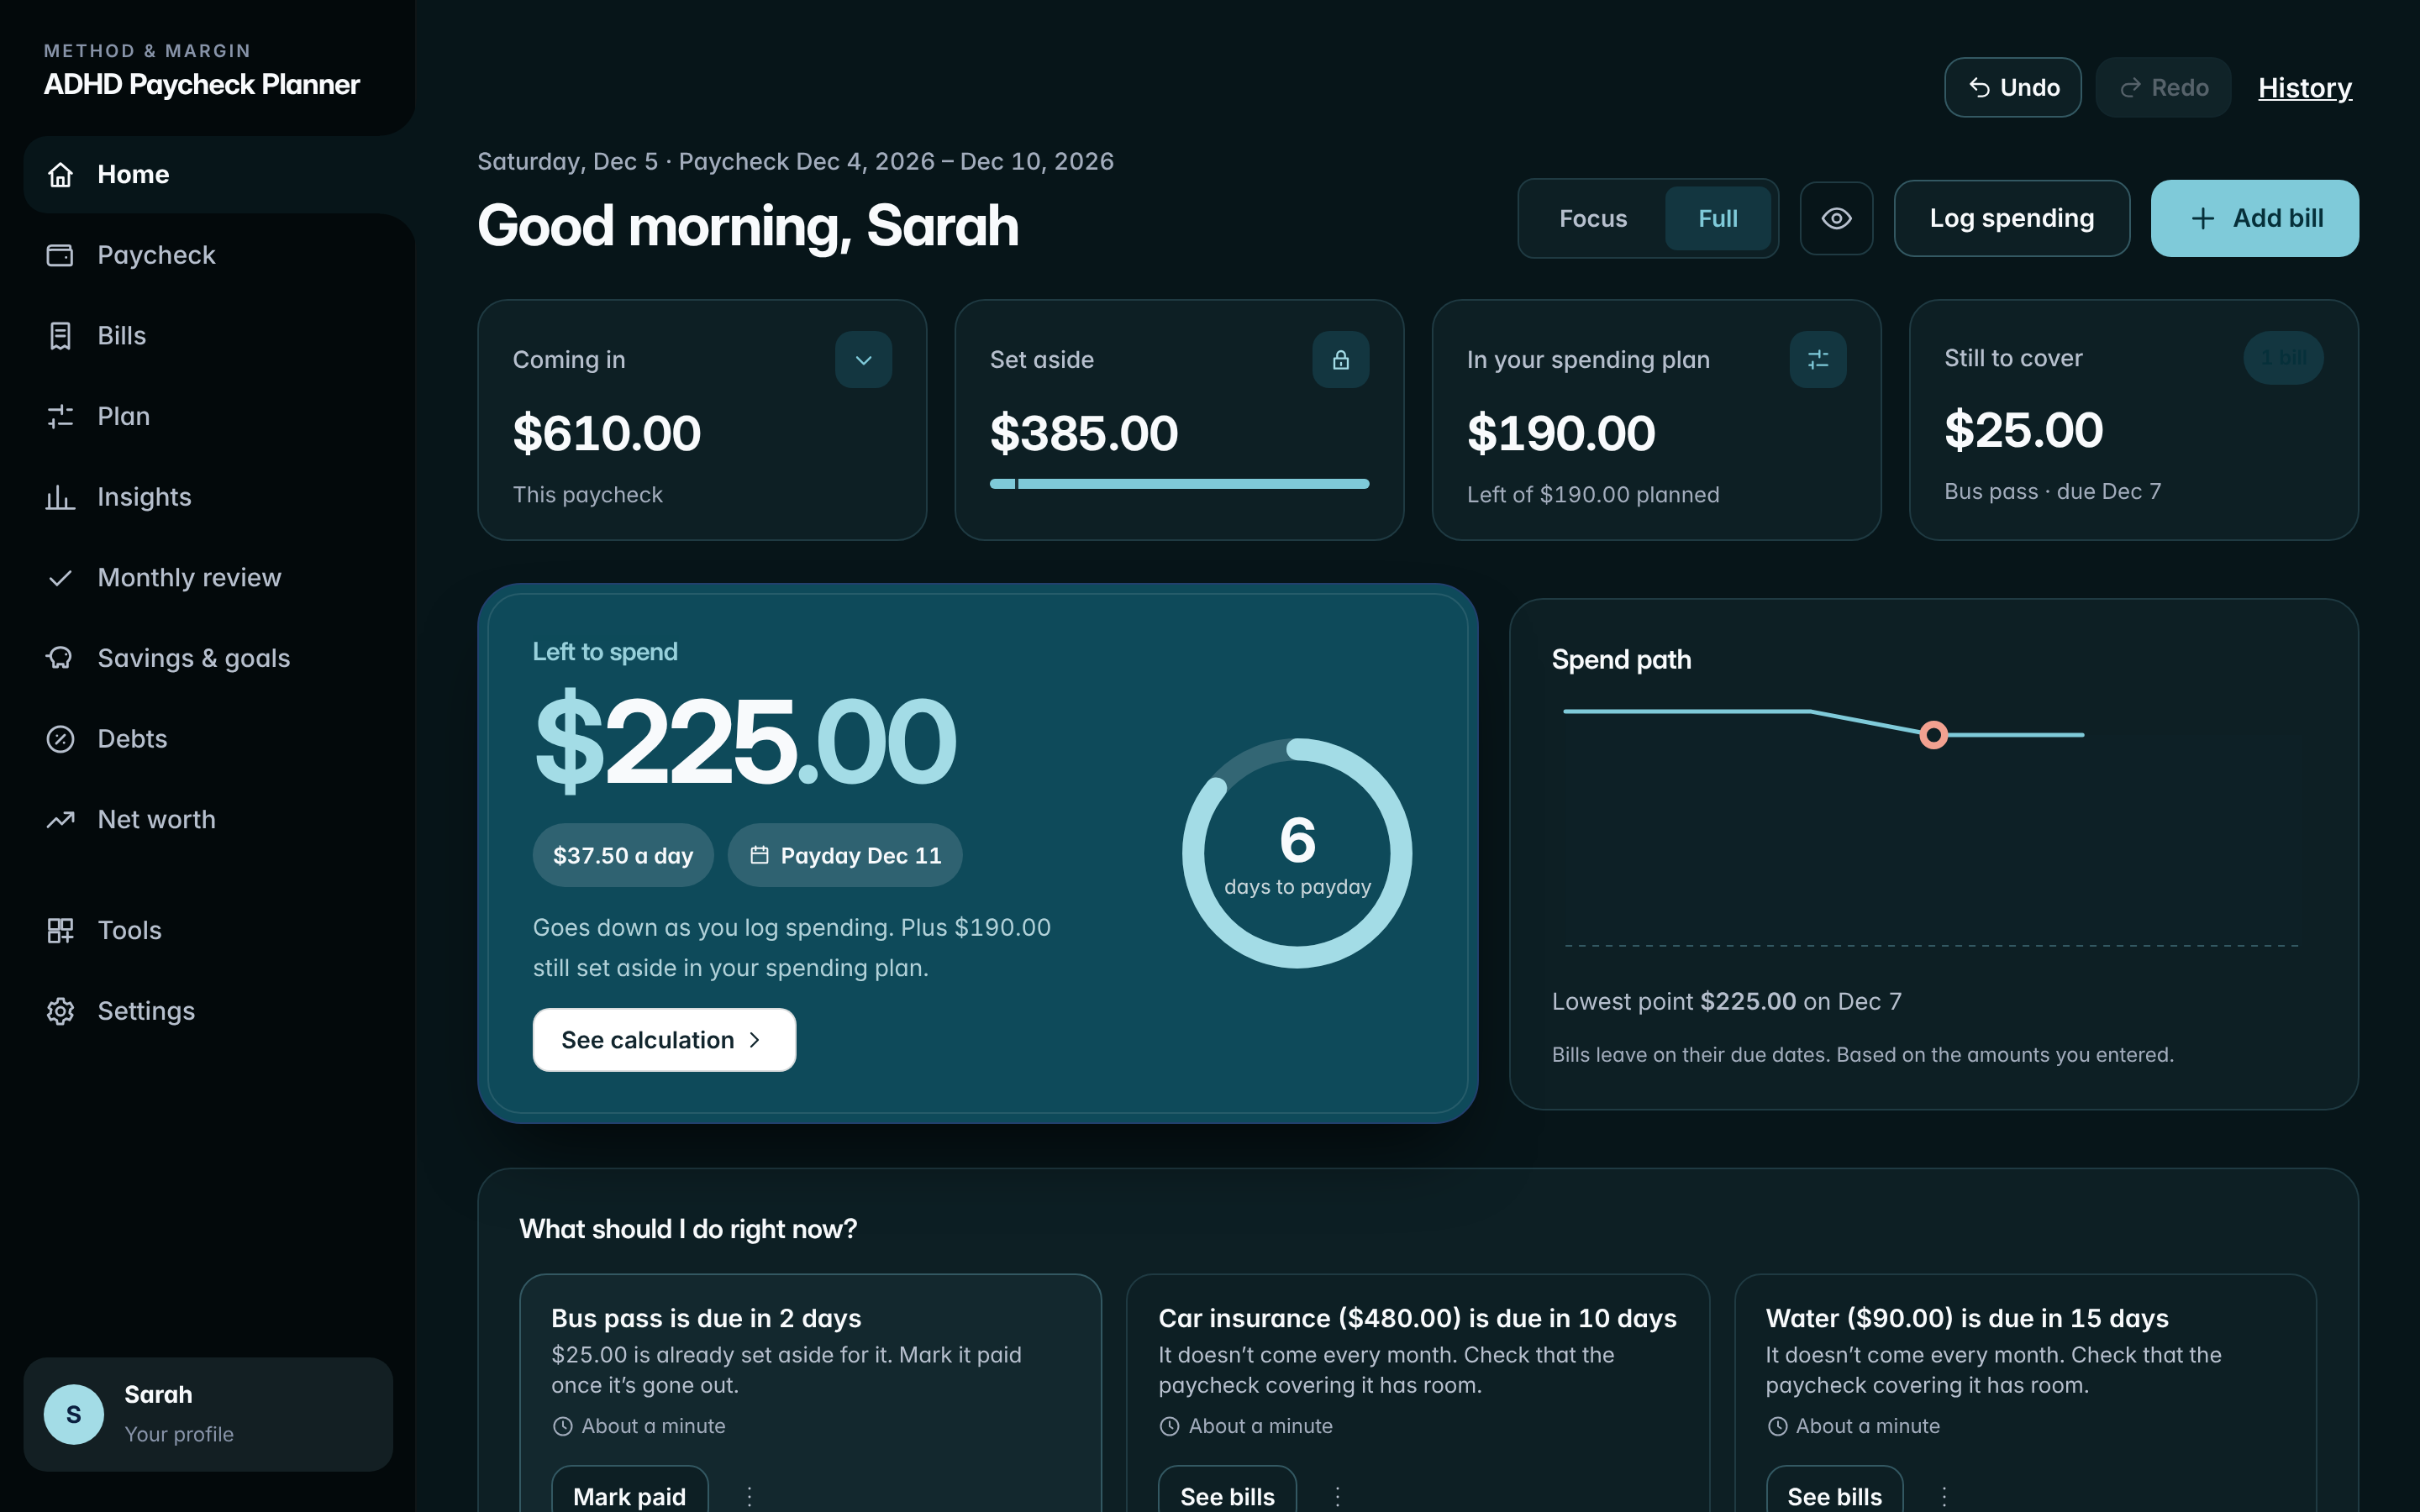 METHOD & MARGIN
ADHD Paycheck Planner
Home
Paycheck
Bills
Plan
Insights
Monthly review
Savings & goals
Debts
Net worth
Tools
Settings
S
Sarah
Your profile
Undo
Redo
History
Saturday, Dec 5 · Paycheck Dec 4, 2026 – Dec 10, 2026
Good morning, Sarah
Focus
Full
Log spending
Add bill
Coming in
$610.00
This paycheck
Set aside
$385.00
In your spending plan
$190.00
Left of $190.00 planned
Still to cover
1 bill
$25.00
Bus pass · due Dec 7
Left to spend
$225.00
$37.50 a day
Payday Dec 11
Goes down as you log spending. Plus $190.00
still set aside in your spending plan.
See calculation
6
days to payday
Spend path
Lowest point $225.00 on Dec 7
Bills leave on their due dates. Based on the amounts you entered.
What should I do right now?
Bus pass is due in 2 days
$25.00 is already set aside for it. Mark it paid
once it’s gone out.
About a minute
Mark paid
Car insurance ($480.00) is due in 10 days
It doesn’t come every month. Check that the
paycheck covering it has room.
About a minute
See bills
Water ($90.00) is due in 15 days
It doesn’t come every month. Check that the
paycheck covering it has room.
About a minute
See bills